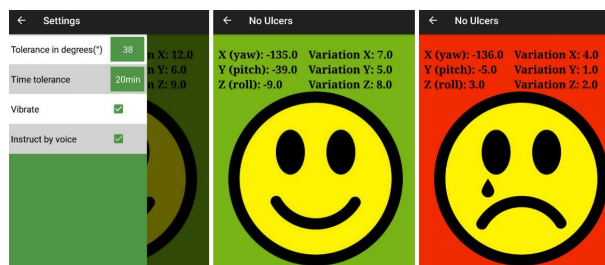 ← Settings
Tolerance in degrees(°) 38
Time tolerance 20min
Vibrate
Instruct by voice
n X: 12.0
n Y: 6.0
n Z: 9.0
← No Ulcers
X (yaw): -135.0 Variation X: 7.0
Y (pitch): -39.0 Variation Y: 5.0
Z (roll): -9.0 Variation Z: 8.0
← No Ulcers
X (yaw): -136.0 Variation X: 4.0
Y (pitch): -5.0 Variation Y: 1.0
Z (roll): 3.0 Variation Z: 2.0